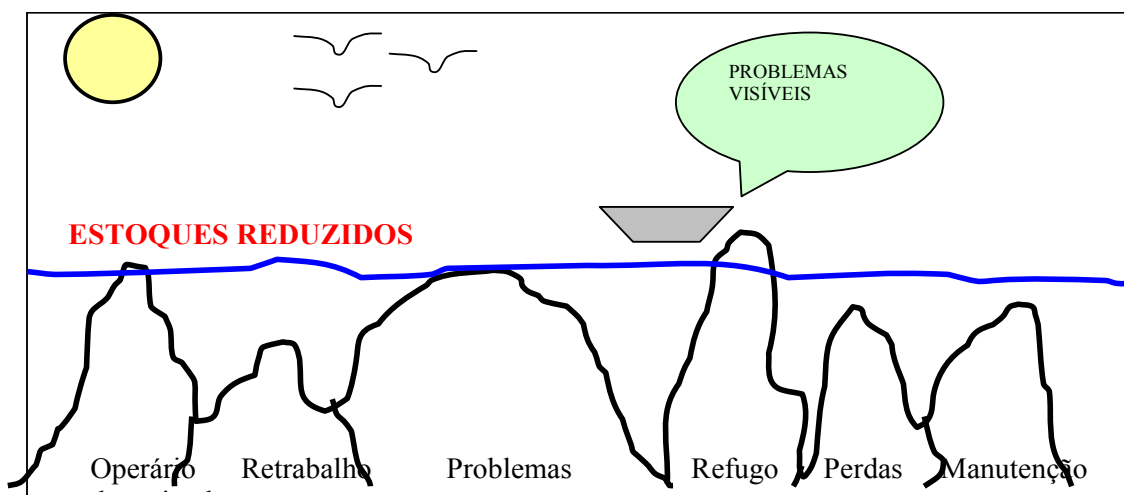 PROBLEMAS
VISÍVEIS
ESTOQUES REDUZIDOS
Operário Retrabalho Problemas Refugo Perdas Manutenção